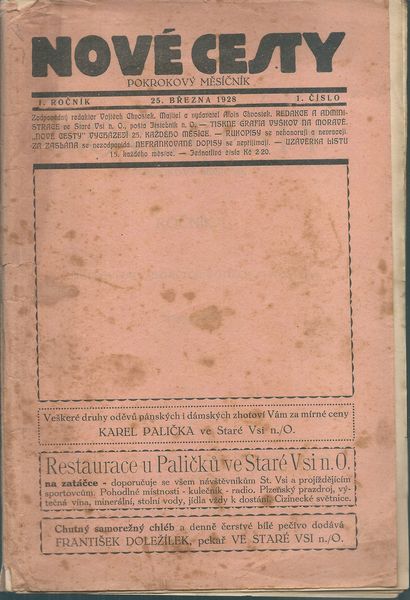 NOVÉ CESTY
POKROKOVÝ MĚSÍČNÍK
I. ROČNÍK 25. BŘEZNA 1928 1. ČÍSLO
Zodpovědný redaktor Vojtěch Chvostek. Majitel a vydavatel Alois Chvostek. REDAKCE A ADMINI-
STRACE ve Staré Vsi n. O., pošta Jistebník n. O. — TISKNE GRAFIA VYŠKOV NA MORAVĚ.
„NOVÉ CESTY" VYCHÁZEJÍ 25. KAŽDÉHO MĚSÍCE. — RUKOPISY se nehonorují a nevracejí.
ZA ZASLÁNA se nezodpovídá. NEFRANKOVANÉ DOPISY se nepřijímají. — UZÁVĚRKA LISTU
15. každého měsíce. — Jednotlivá čísla Kč 2·20.
Veškeré druhy oděvů pánských i dámských zhotoví Vám za mírné ceny
KAREL PALIČKA ve Staré Vsi n./O.
Restaurace u Paličků ve Staré Vsi n. O.
na zatáčce - doporučuje se všem návštěvníkům St. Vsi a projíždějícím
sportovcům. Pohodlné místnosti - kulečník - radio. Plzeňský prazdroj, vý-
tečná vína, minerální, stolní vody, jídla vždy k dostání. Cizinecké světnice.
Chutný samorežný chléb a denně čerstvé bílé pečivo dodává
FRANTIŠEK DOLEŽÍLEK, pekař VE STARÉ VSI n./O.